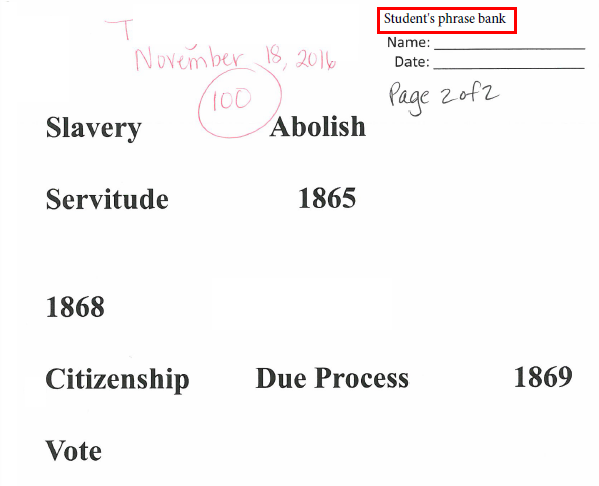 Student's phrase bank
T
November 18, 2016
Name:
Date:
100
Page 2 of 2
Slavery Abolish
Servitude 1865
1868
Citizenship Due Process 1869
Vote